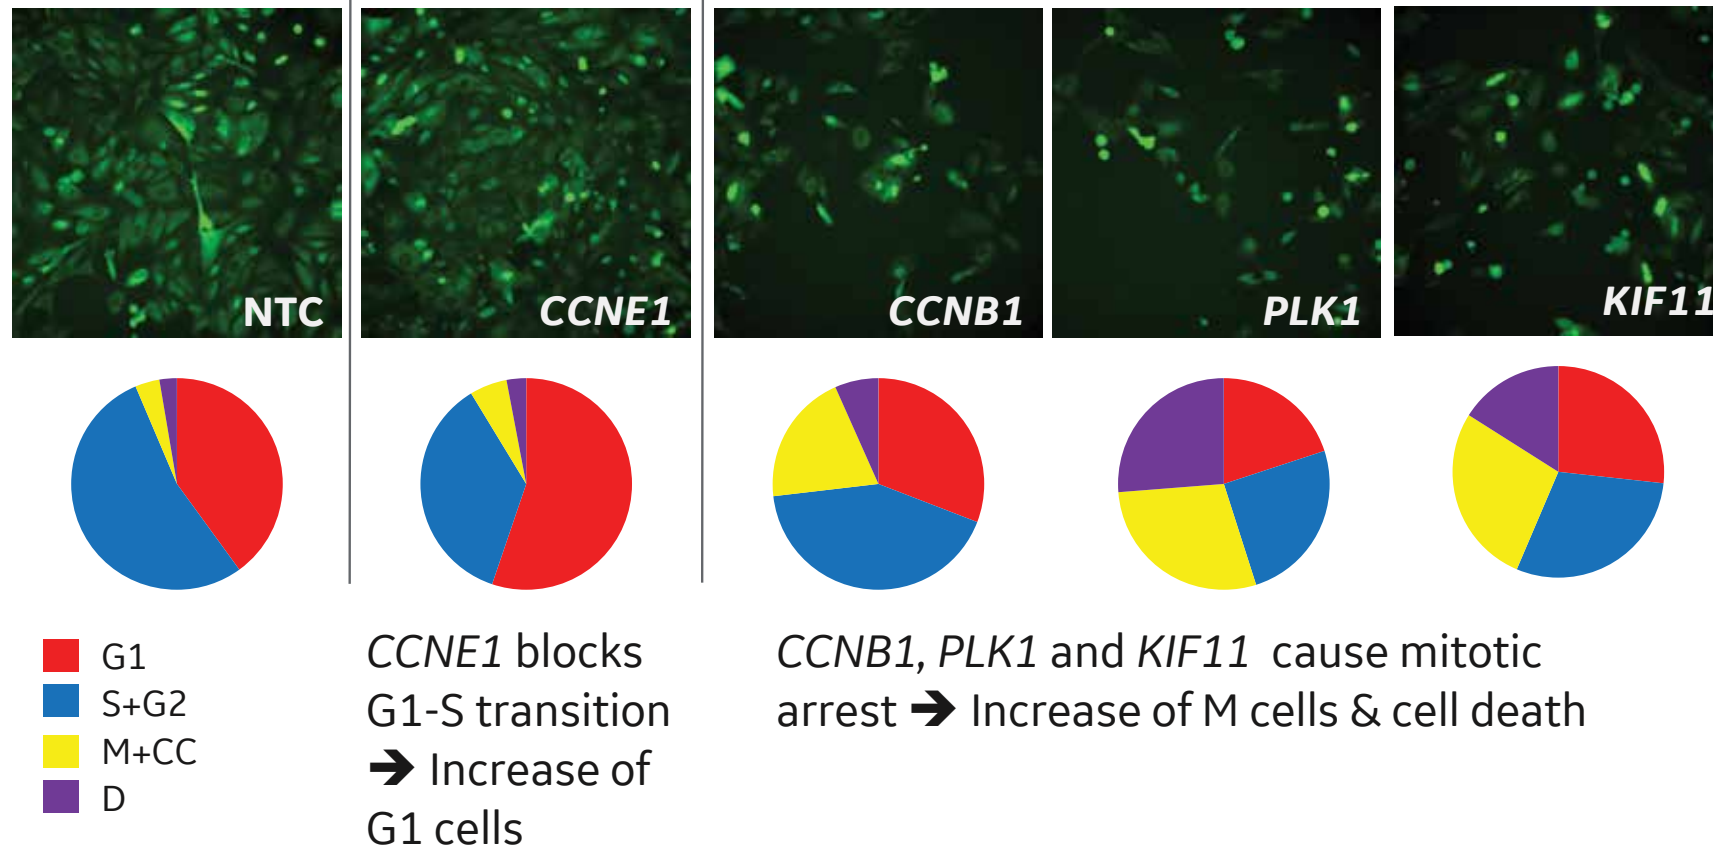 NTC
CCNE1
CCNB1
PLK1
KIF11
G1
S+G2
M+CC
D
CCNE1 blocks
G1-S transition
➔ Increase of
G1 cells
CCNB1, PLK1 and KIF11 cause mitotic
arrest ➔ Increase of M cells & cell death